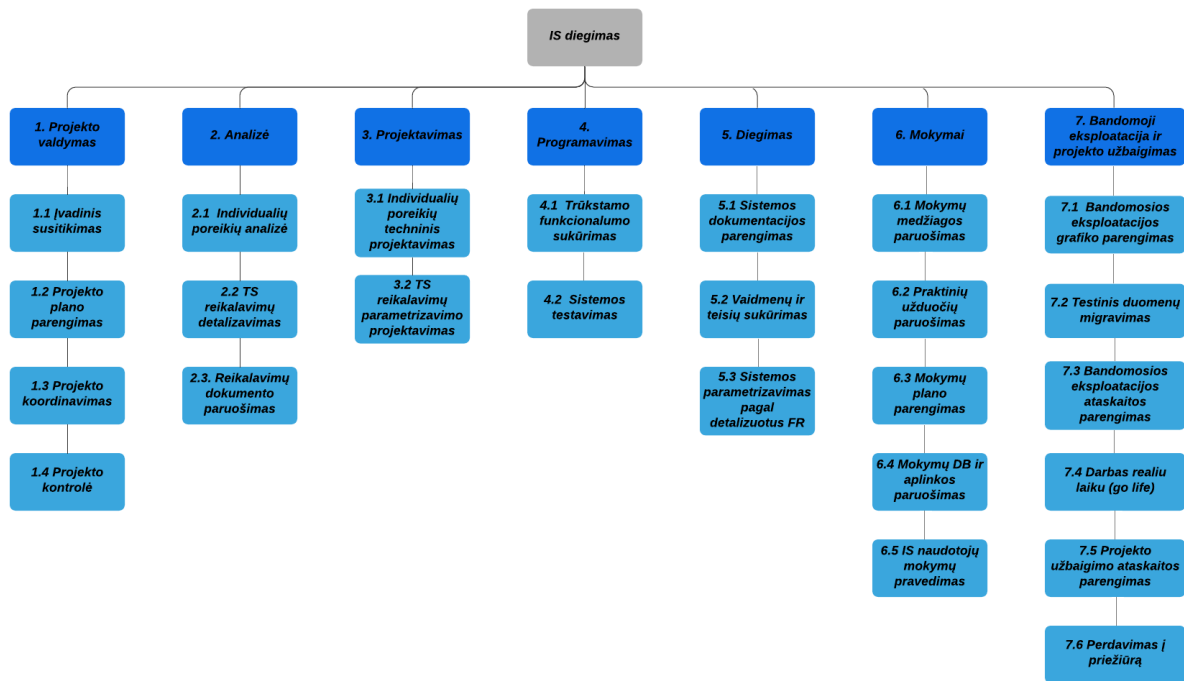 IS diegimas
1. Projekto
valdymas
1.1 Įvadinis
susitikimas
1.2 Projekto
plano
parengimas
1.3 Projekto
koordinavimas
1.4 Projekto
kontrolė
2. Analizė
2.1 Individualių
poreikių analizė
2.2 TS
reikalavimų
detalizavimas
2.3. Reikalavimų
dokumento
paruošimas
3. Projektavimas
3.1 Individualių
poreikių
techninis
projektavimas
3.2 TS
reikalavimų
parametrizavimo
projektavimas
4.
Programavimas
4.1 Trūkstamo
funkcionalumo
sukūrimas
4.2 Sistemos
testavimas
5. Diegimas
5.1 Sistemos
dokumentacijos
parengimas
5.2 Vaidmenų ir
teisių sukūrimas
5.3 Sistemos
parametrizavimas
pagal
detalizuotus FR
6. Mokymai
6.1 Mokymų
medžiagos
paruošimas
6.2 Praktinių
užduočių
paruošimas
6.3 Mokymų
plano
parengimas
6.4 Mokymų DB ir
aplinkos
paruošimas
6.5 IS naudotojų
mokymų
pravedimas
7. Bandomoji
eksploatacija ir
projekto užbaigimas
7.1 Bandomosios
eksploatacijos
grafiko parengimas
7.2 Testinis duomenų
migravimas
7.3 Bandomosios
eksploatacijos
ataskaitos
parengimas
7.4 Darbas realiu
laiku (go life)
7.5 Projekto
užbaigimo ataskaitos
parengimas
7.6 Perdavimas į
priežiūrą